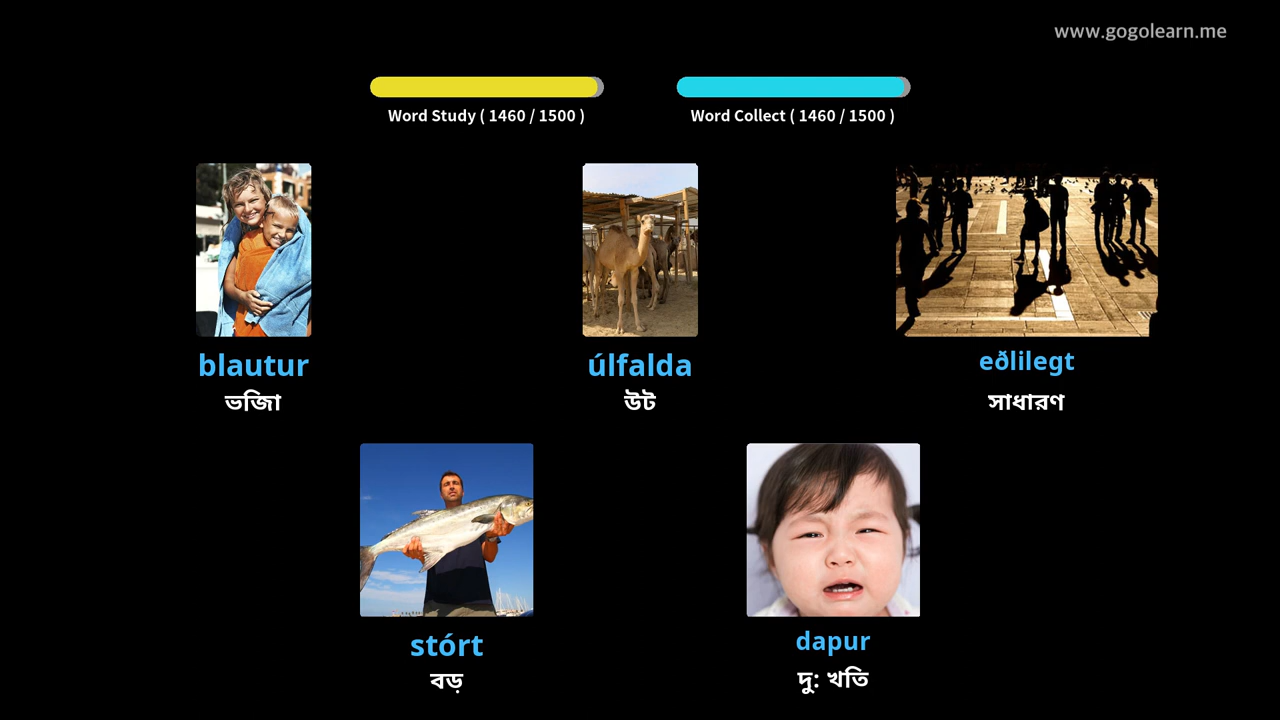 www.gogolearn.me
Word Study ( 1460 / 1500 )
Word Collect ( 1460 / 1500 )
blautur
ভিজা
úlfalda
উট
eðlilegt
সাধারণ
stórt
বড়
dapur
দু: খিত